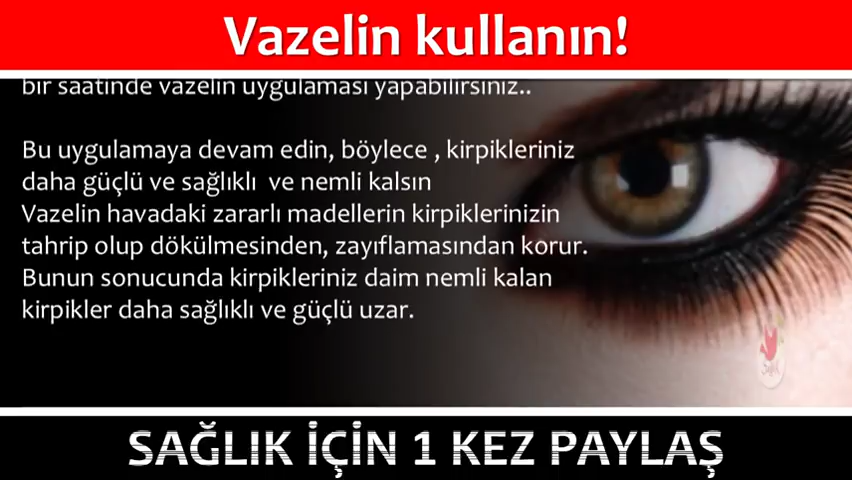 Vazelin kullanın!
bir saatinde vazelin uygulaması yapabilirsiniz..
Bu uygulamaya devam edin, böylece , kirpikleriniz
daha güçlü ve sağlıklı ve nemli kalsın
Vazelin havadaki zararlı madellerin kirpiklerinizin
tahrip olup dökülmesinden, zayıflamasından korur.
Bunun sonucunda kirpikleriniz daim nemli kalan
kirpikler daha sağlıklı ve güçlü uzar.
SAĞLIK İÇİN 1 KEZ PAYLAŞ